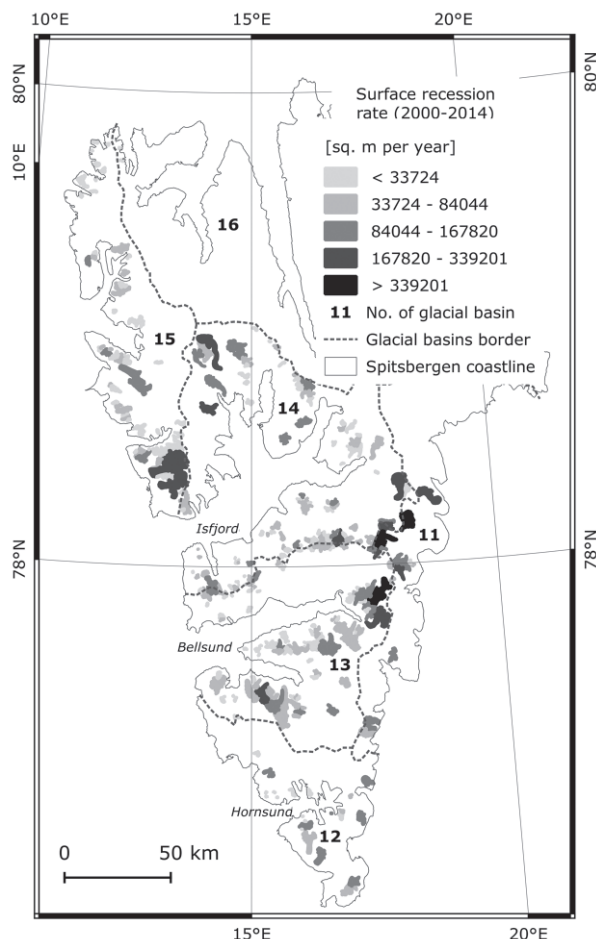 10°E
15°E
20°E
80°N
80°N
10°E
Surface recession
rate (2000-2014)
[sq. m per year]
< 33724
33724 - 84044
84044 - 167820
167820 - 339201
> 339201
11 No. of glacial basin
Glacial basins border
Spitsbergen coastline
16
15
14
Isfjord
11
78°N
78°N
Bellsund
13
Hornsund
12
0 50 km
15°E
20°E